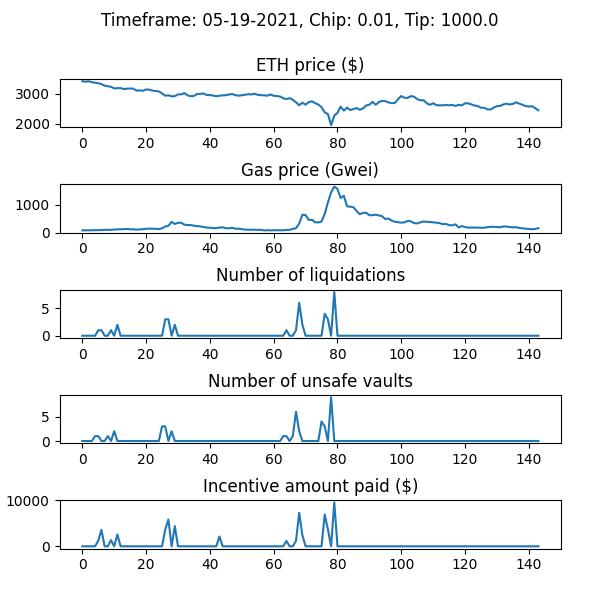 Timeframe: 05-19-2021, Chip: 0.01, Tip: 1000.0
ETH price ($)
3000
2000
0 20 40 60 80 100 120 140
Gas price (Gwei)
1000
0
0 20 40 60 80 100 120 140
Number of liquidations
5
0
0 20 40 60 80 100 120 140
Number of unsafe vaults
5
0
0 20 40 60 80 100 120 140
Incentive amount paid ($)
10000
0
0 20 40 60 80 100 120 140